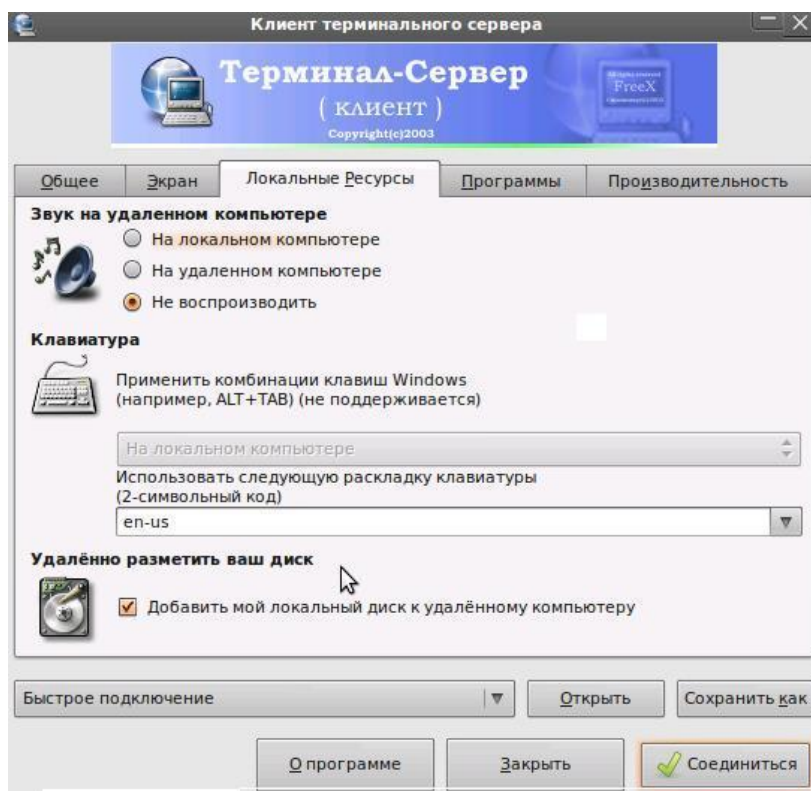 Клиент терминального сервера
Терминал-Сервер
( клиент )
Copyright(c)2003
FreeX
Общее
Экран
Локальные Ресурсы
Программы
Производительность
Звук на удаленном компьютере
На локальном компьютере
На удаленном компьютере
Не воспроизводить
Клавиатура
Применить комбинации клавиш Windows
(например, ALT+TAB) (не поддерживается)
На локальном компьютере
Использовать следующую раскладку клавиатуры
(2-символьный код)
en-us
Удалённо разметить ваш диск
Добавить мой локальный диск к удалённому компьютеру
Быстрое подключение
Открыть
Сохранить как
О программе
Закрыть
Соединиться